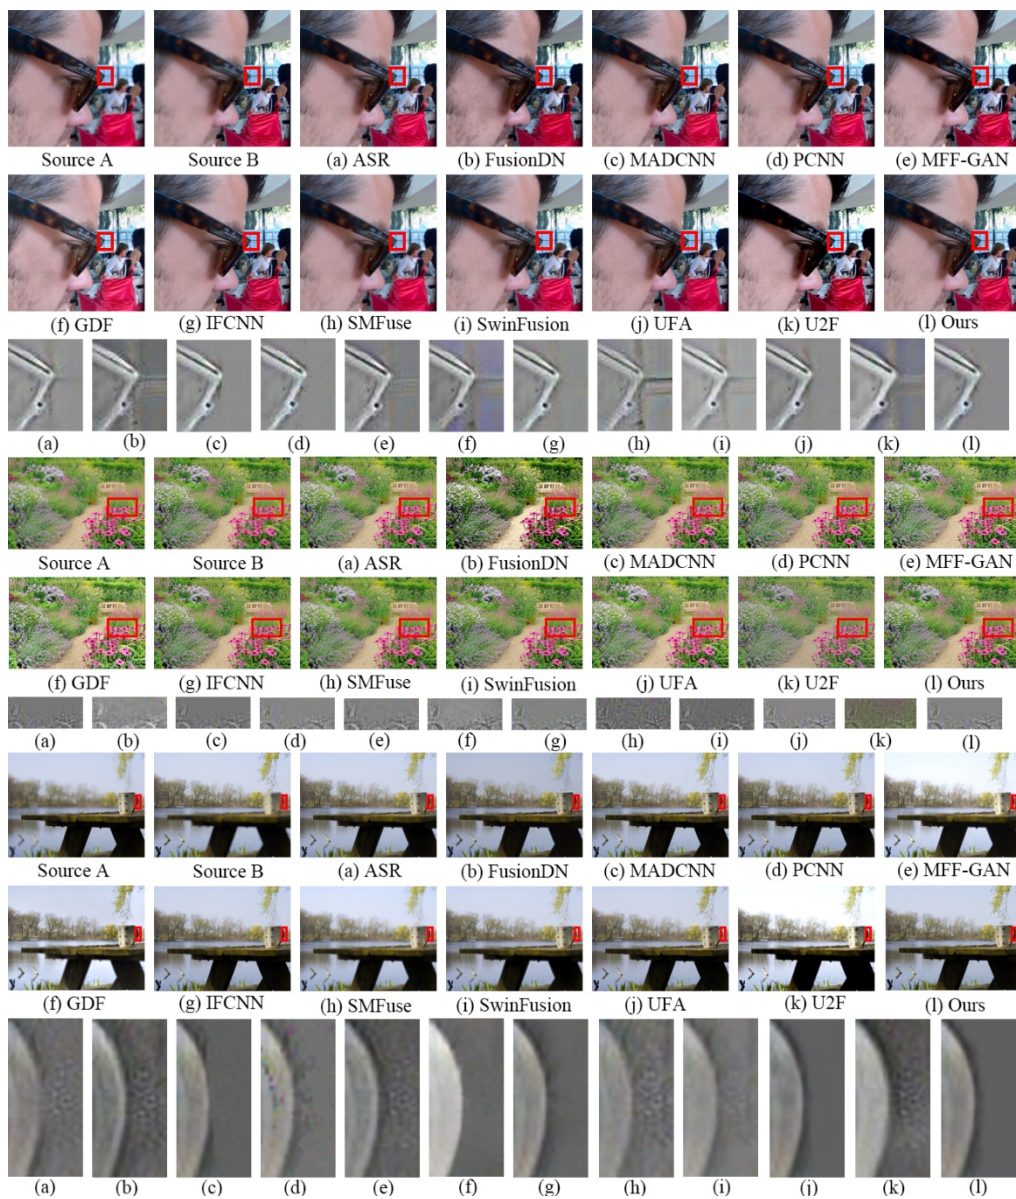 Source A Source B (a) ASR (b) FusionDN (c) MADCNN (d) PCNN (e) MFF-GAN
(f) GDF (g) IFCNN (h) SMFuse (i) SwinFusion (j) UFA (k) U2F (l) Ours
(a) (b) (c) (d) (e) (f) (g) (h) (i) (j) (k) (l)
Source A Source B (a) ASR (b) FusionDN (c) MADCNN (d) PCNN (e) MFF-GAN
(f) GDF (g) IFCNN (h) SMFuse (i) SwinFusion (j) UFA (k) U2F (l) Ours
(a) (b) (c) (d) (e) (f) (g) (h) (i) (j) (k) (l)
Source A Source B (a) ASR (b) FusionDN (c) MADCNN (d) PCNN (e) MFF-GAN
(f) GDF (g) IFCNN (h) SMFuse (i) SwinFusion (j) UFA (k) U2F (l) Ours
(a) (b) (c) (d) (e) (f) (g) (h) (i) (j) (k) (l)